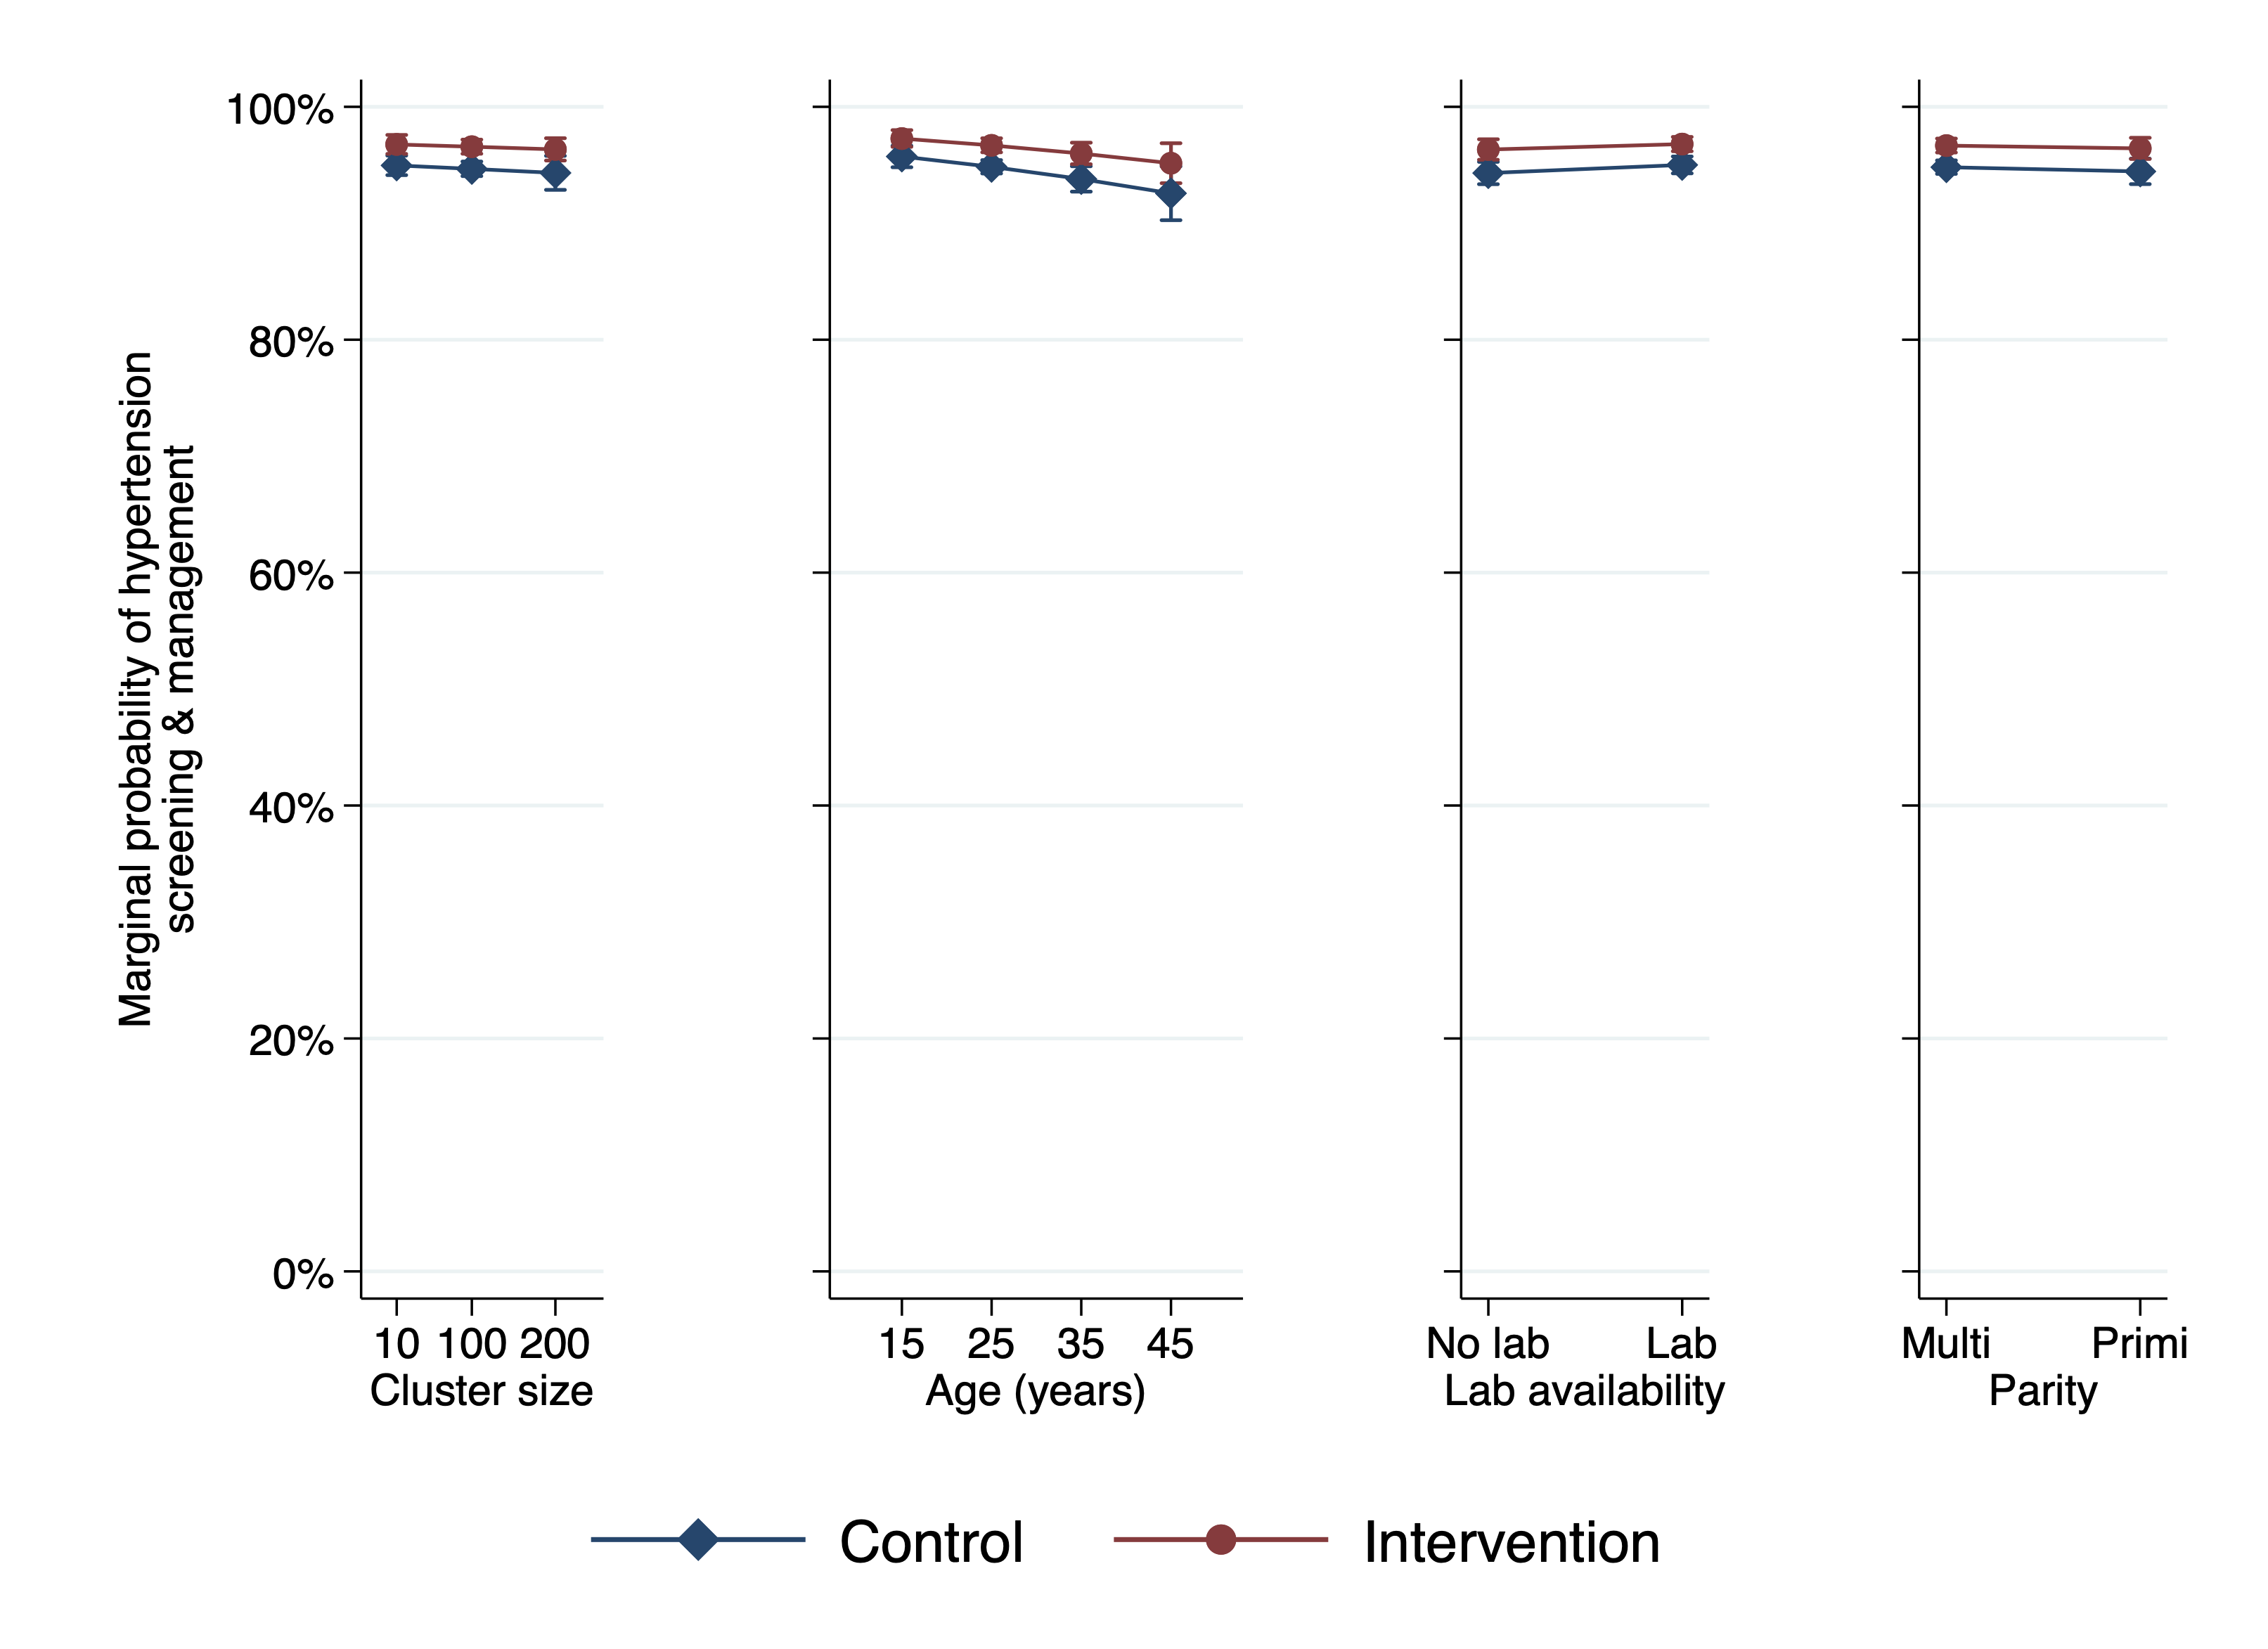 Marginal probability of hypertension
screening & management
100%
80%
60%
40%
20%
0%
10 100 200
Cluster size
15 25 35 45
Age (years)
No lab Lab
Lab availability
Multi Primi
Parity
Control Intervention